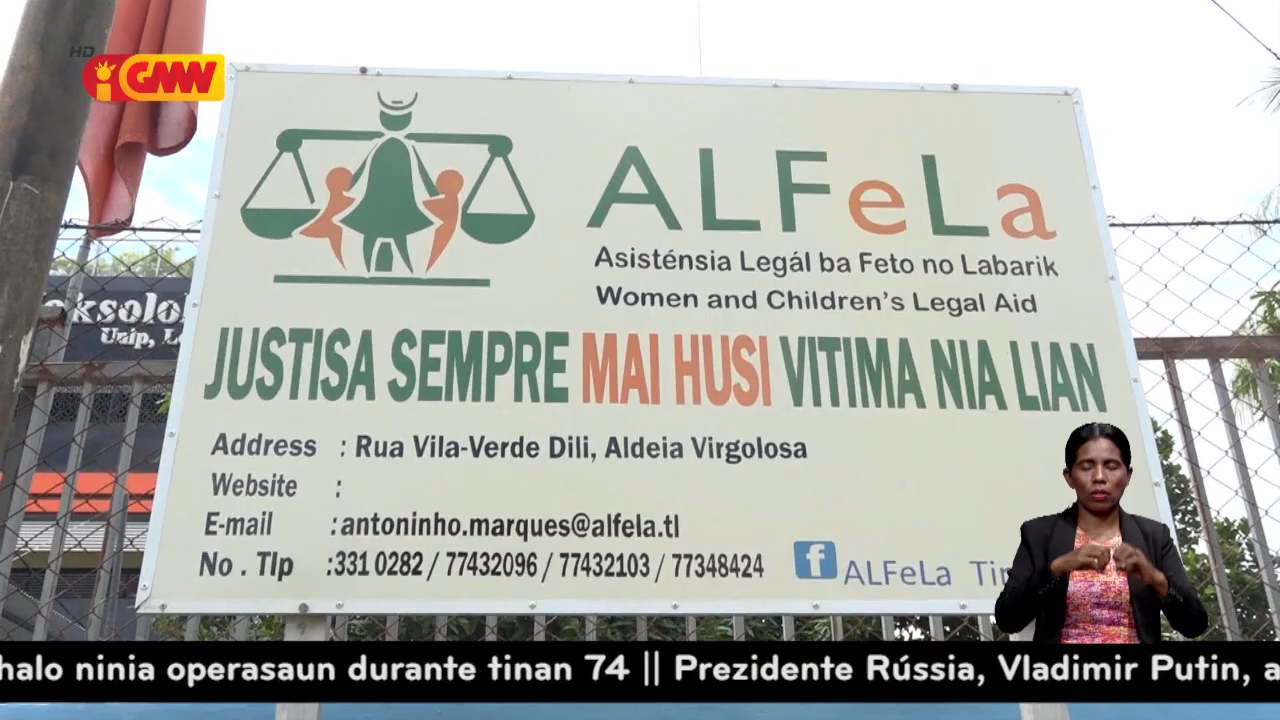 HD
GMN
ALFeLa
Asisténsia Legál ba Feto no Labarik
Women and Children's Legal Aid
JUSTISA SEMPRE MAI HUSI VITIMA NIA LIAN
Address : Rua Vila-Verde Dili, Aldeia Virgolosa
Website :
E-mail : antoninho.marques@alfela.tl
No . Tlp : 331 0282 / 77432096 / 77432103 / 77348424
f ALFeLa
Unip,
halo ninia operasaun durante tinan 74 || Prezidente Rússia, Vladimir Putin, a